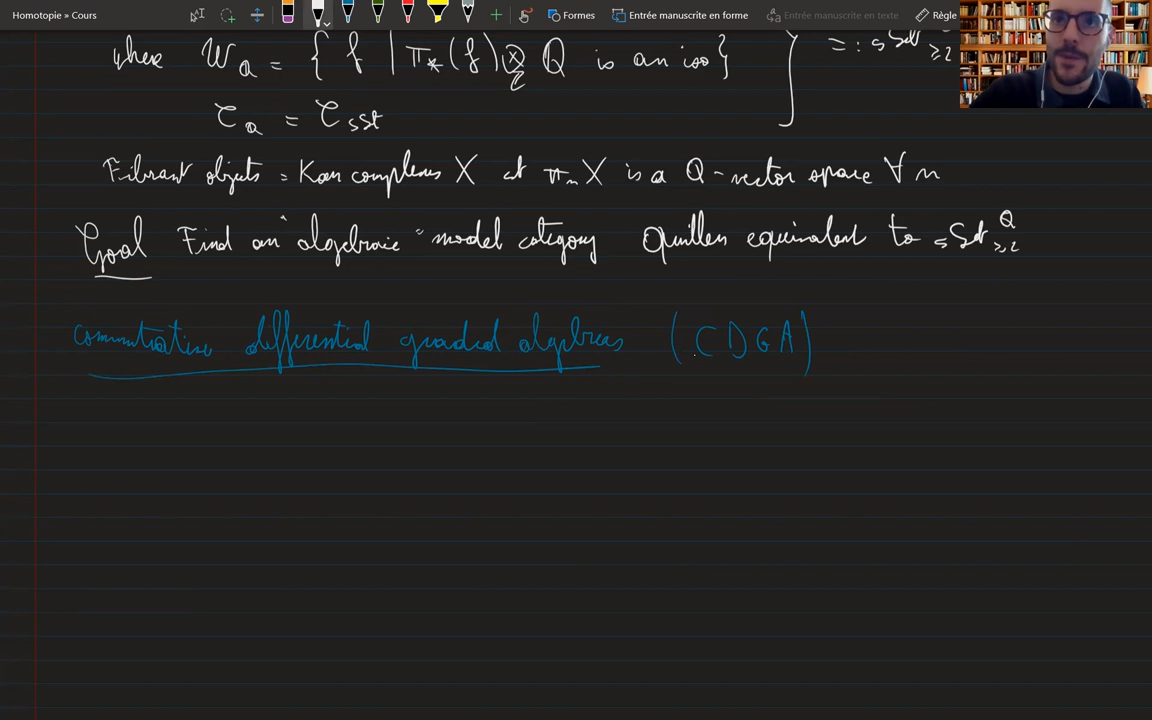 Homotopie » Cours
Formes Entrée manuscrite en forme Entrée manuscrite en texte Règle
where W_Q = { f | π_*(f) ⊗_Z Q is an iso }
=: sSet^Q_{≥2}
C_Q = C_sSet
Fibrant objects = Kan complexes X st π_n X is a Q-vector space ∀ n
Goal Find an "algebraic" model category Quillen equivalent to sSet^Q_{≥2}
commutative differential graded algebras (CDGA)